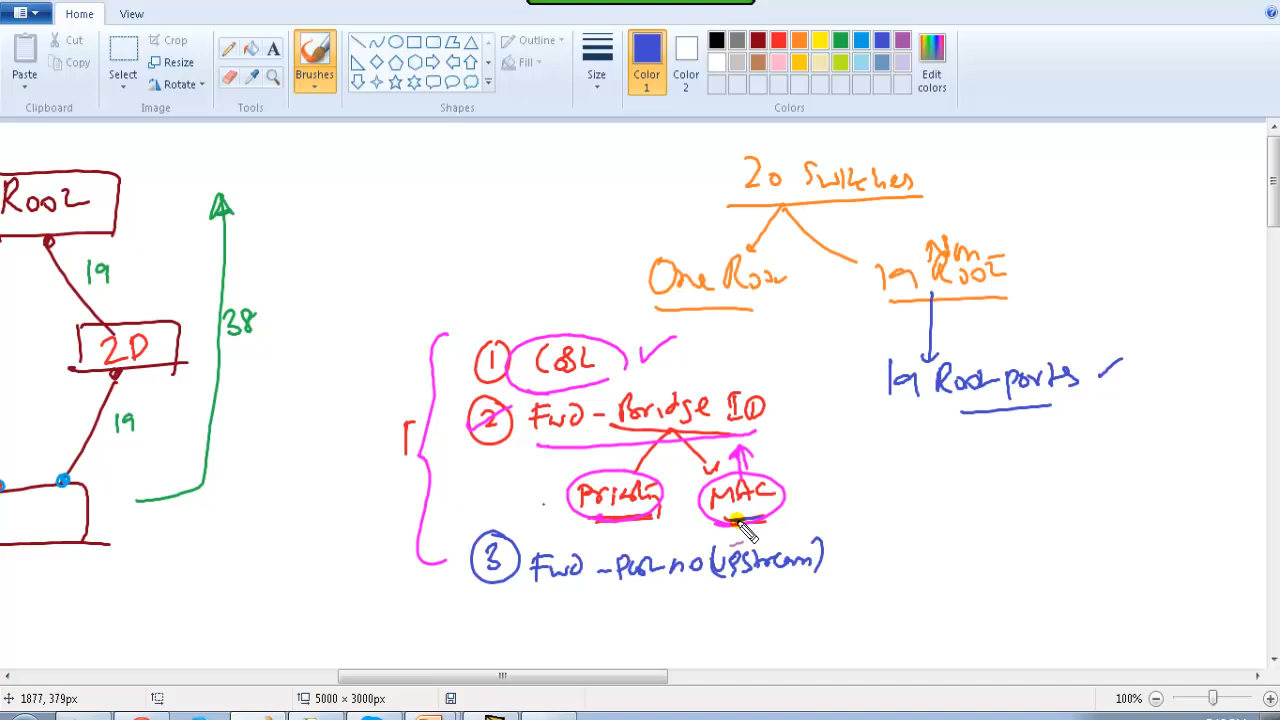 Home View
Cut
Copy
Paste
Clipboard
Select
Crop
Resize
Rotate
Image
Tools
Brushes
Shapes
Outline
Fill
Size
Color 1
Color 2
Edit colors
Colors
20 Switches
One Root
19 Non Root
19 Root ports
Root
19
38
2D
19
1 Cost
2 Fwd - Bridge ID
Priority
MAC
3 Fwd - Port no (upstream)
1877, 379px
5000 × 3000px
100%